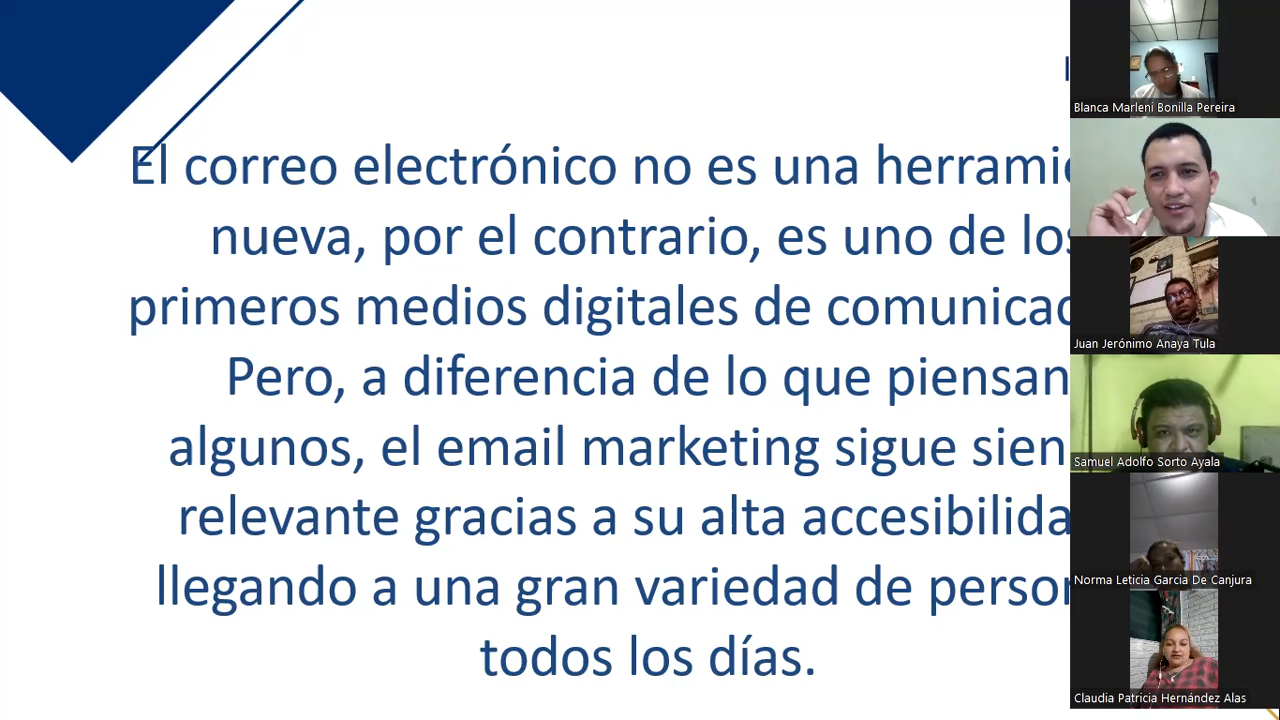 El correo electrónico no es una herramie
nueva, por el contrario, es uno de los
primeros medios digitales de comunicac
Pero, a diferencia de lo que piensan
algunos, el email marketing sigue sien
relevante gracias a su alta accesibilida
llegando a una gran variedad de person
todos los días.
Blanca Marleni Bonilla Pereira
Juan Jerónimo Anaya Tula
Samuel Adolfo Sorto Ayala
Norma Leticia Garcia De Canjura
Claudia Patricia Hernández Alas